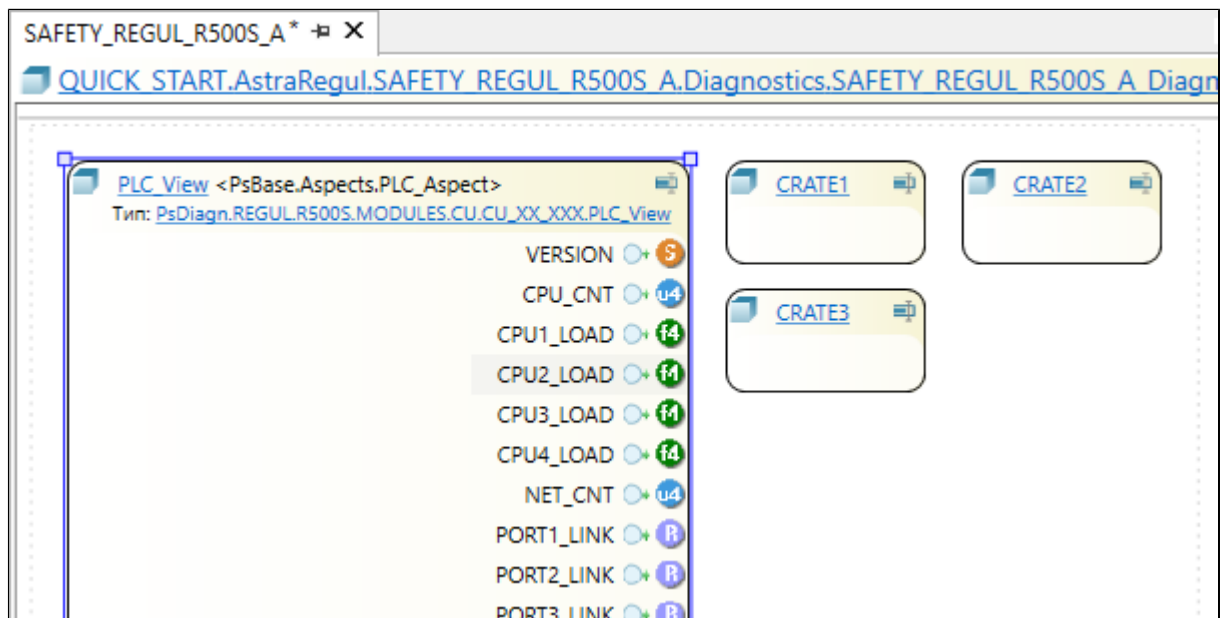 SAFETY_REGUL_R500S_A*
QUICK_START.AstraRegul.SAFETY_REGUL_R500S_A.Diagnostics.SAFETY_REGUL_R500S_A_Diagn
PLC_View <PsBase.Aspects.PLC_Aspect>
Тип: PsDiagn.REGUL.R500S.MODULES.CU.CU_XX_XXX.PLC_View
VERSION S
CPU_CNT u4
CPU1_LOAD f4
CPU2_LOAD f4
CPU3_LOAD f4
CPU4_LOAD f4
NET_CNT u4
PORT1_LINK R
PORT2_LINK R
PORT3_LINK R
CRATE1
CRATE2
CRATE3